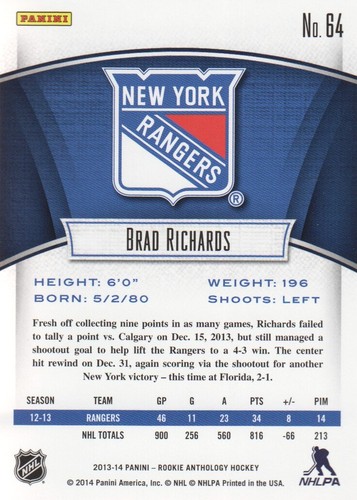 PANINI
No. 64
NEW YORK
RANGERS
®
BRAD RICHARDS
HEIGHT: 6'0" WEIGHT: 196
BORN: 5/2/80 SHOOTS: LEFT
Fresh off collecting nine points in as many games, Richards failed
to tally a point vs. Calgary on Dec. 15, 2013, but still managed a
shootout goal to help lift the Rangers to a 4-3 win. The center
hit rewind on Dec. 31, again scoring via the shootout for another
New York victory – this time at Florida, 2-1.
SEASON TEAM GP G A PTS +/- PIM
12-13 RANGERS 46 11 23 34 8 14
NHL TOTALS 900 256 560 816 -66 213
2013-14 PANINI – ROOKIE ANTHOLOGY HOCKEY
© 2014 Panini America, Inc. © NHL © NHLPA Printed in the USA.
NHL
NHLPA